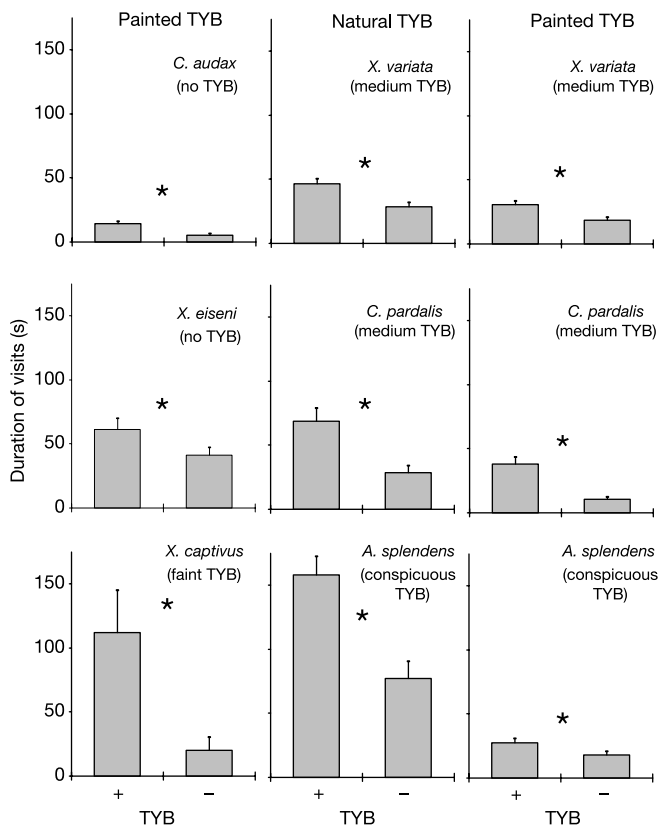 Painted TYB Natural TYB Painted TYB
150
100
50
0
C. audax
(no TYB)
*
X. variata
(medium TYB)
*
X. variata
(medium TYB)
*
Duration of visits (s)
150
100
50
0
X. eiseni
(no TYB)
*
C. pardalis
(medium TYB)
*
C. pardalis
(medium TYB)
*
150
100
50
0
X. captivus
(faint TYB)
*
A. splendens
(conspicuous
TYB)
*
A. splendens
(conspicuous
TYB)
*
+ − + − + −
TYB TYB TYB